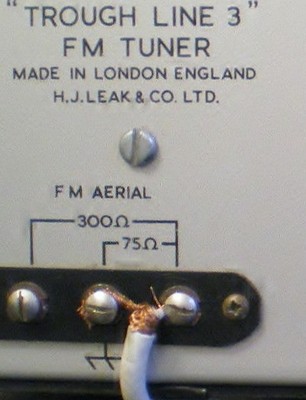 "TROUGH LINE 3"
FM TUNER
MADE IN LONDON ENGLAND
H.J.LEAK & CO. LTD.
FM AERIAL
300Ω
75Ω